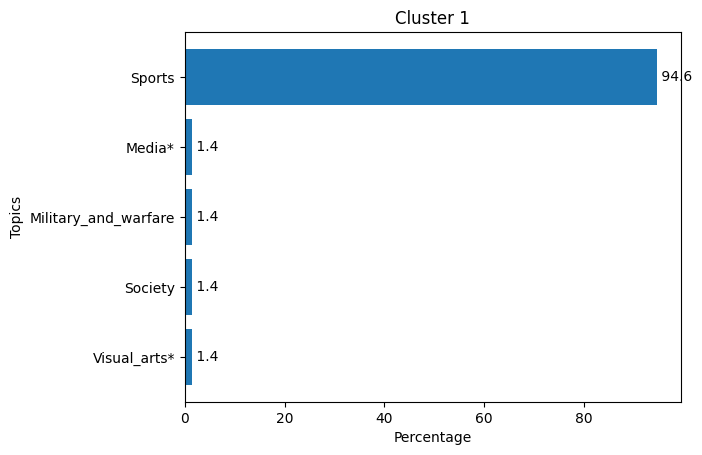 Cluster 1
Topics
Sports 94.6
Media* 1.4
Military_and_warfare 1.4
Society 1.4
Visual_arts* 1.4
0 20 40 60 80
Percentage